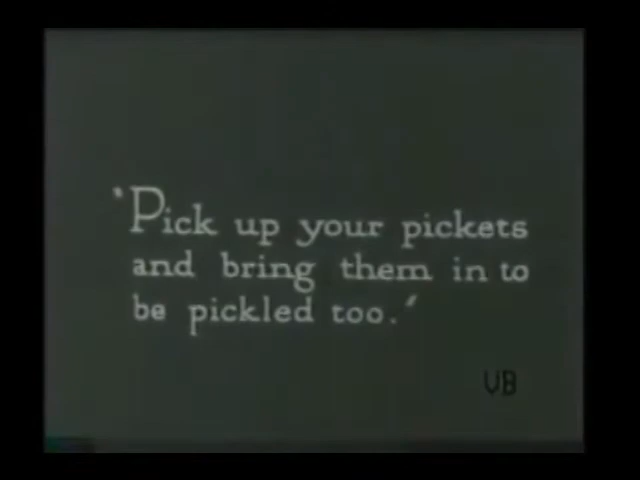 "Pick up your pickets
and bring them in to
be pickled too."
VB